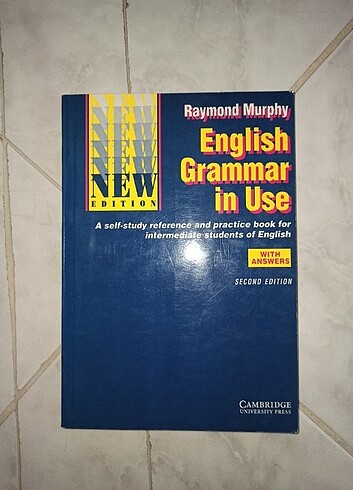 NEW
NEW
NEW
NEW
NEW
NEW
EDITION
Raymond Murphy
English
Grammar
in Use
A self-study reference and practice book for
intermediate students of English
WITH
ANSWERS
SECOND EDITION
CAMBRIDGE
UNIVERSITY PRESS